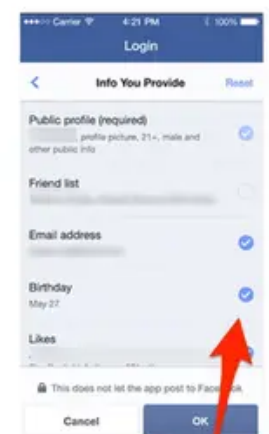 Carrier 4:21 PM 100%
Login
Info You Provide Reset
Public profile (required)
, profile picture, 21+, male and
other public info
Friend list
Email address
Birthday
May 27
Likes
This does not let the app post to Facebook
Cancel OK